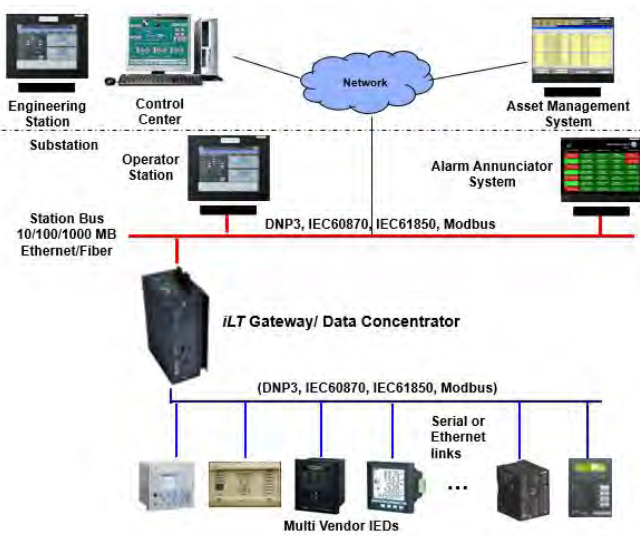 Network
Engineering
Station
Control
Center
Asset Management
System
Substation
Operator
Station
Alarm Annunciator
System
Station Bus
10/100/1000 MB
Ethernet/Fiber
DNP3, IEC60870, IEC61850, Modbus
iLT Gateway/ Data Concentrator
(DNP3, IEC60870, IEC61850, Modbus)
Serial or
Ethernet
links
...
Multi Vendor IEDs